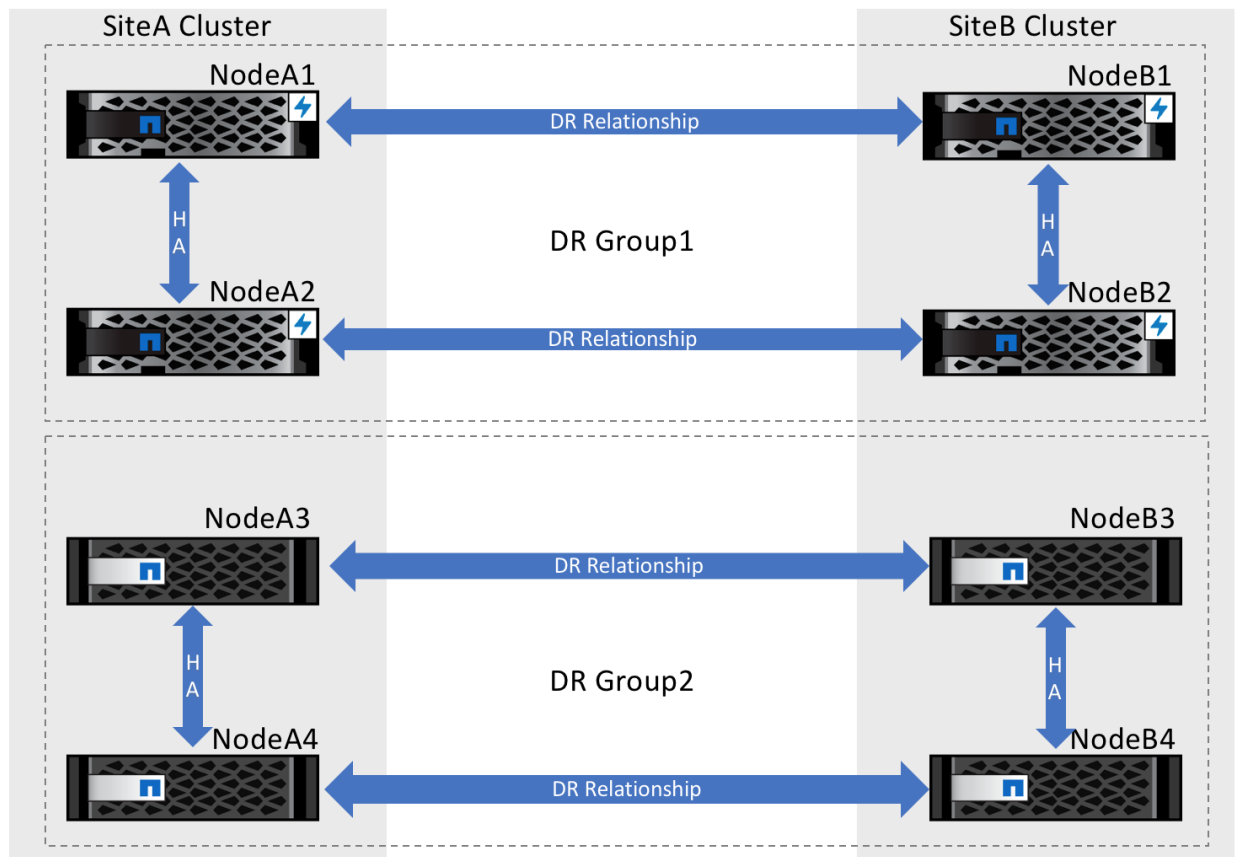 SiteA Cluster
SiteB Cluster
NodeA1
NodeB1
DR Relationship
H
A
H
A
DR Group1
NodeA2
NodeB2
DR Relationship
NodeA3
NodeB3
DR Relationship
H
A
H
A
DR Group2
NodeA4
NodeB4
DR Relationship